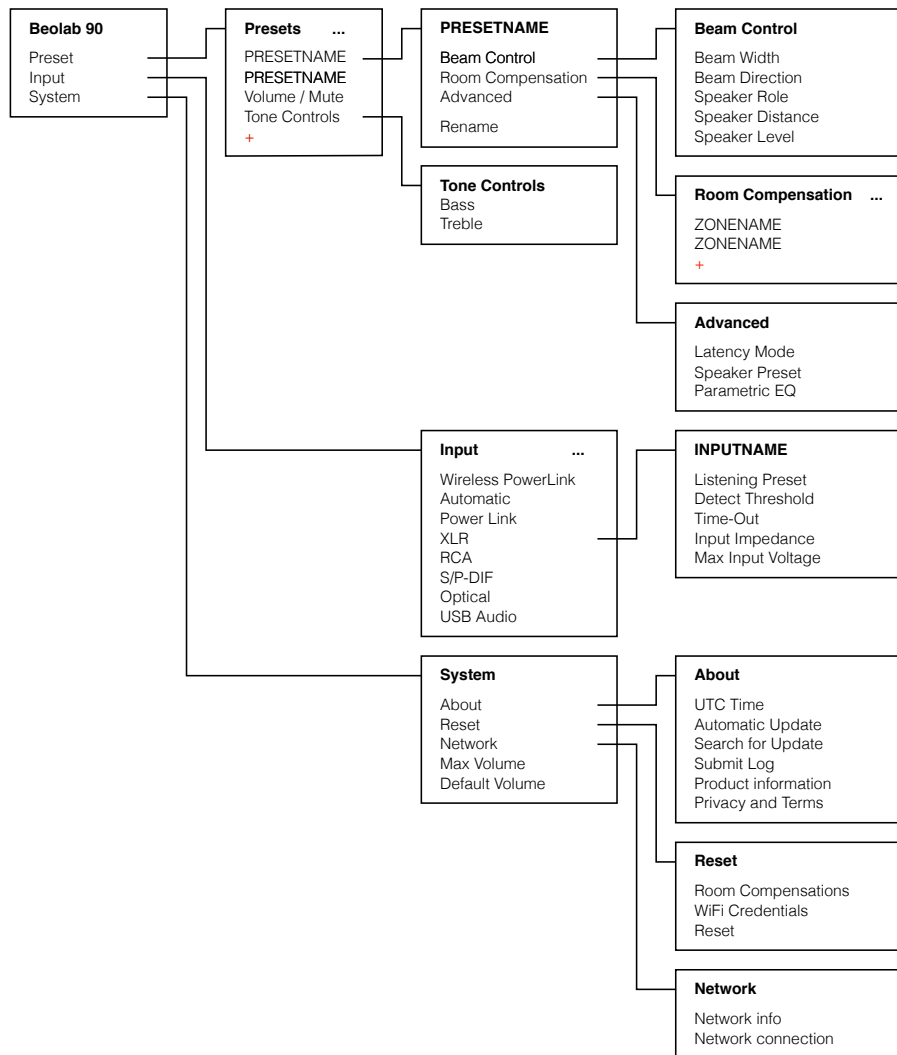 Beolab 90
Preset
Input
System
Presets ...
PRESETNAME
PRESETNAME
Volume / Mute
Tone Controls
+
PRESETNAME
Beam Control
Room Compensation
Advanced
Rename
Beam Control
Beam Width
Beam Direction
Speaker Role
Speaker Distance
Speaker Level
Tone Controls
Bass
Treble
Room Compensation ...
ZONENAME
ZONENAME
+
Advanced
Latency Mode
Speaker Preset
Parametric EQ
Input ...
Wireless PowerLink
Automatic
Power Link
XLR
RCA
S/P-DIF
Optical
USB Audio
INPUTNAME
Listening Preset
Detect Threshold
Time-Out
Input Impedance
Max Input Voltage
System
About
Reset
Network
Max Volume
Default Volume
About
UTC Time
Automatic Update
Search for Update
Submit Log
Product information
Privacy and Terms
Reset
Room Compensations
WiFi Credentials
Reset
Network
Network info
Network connection